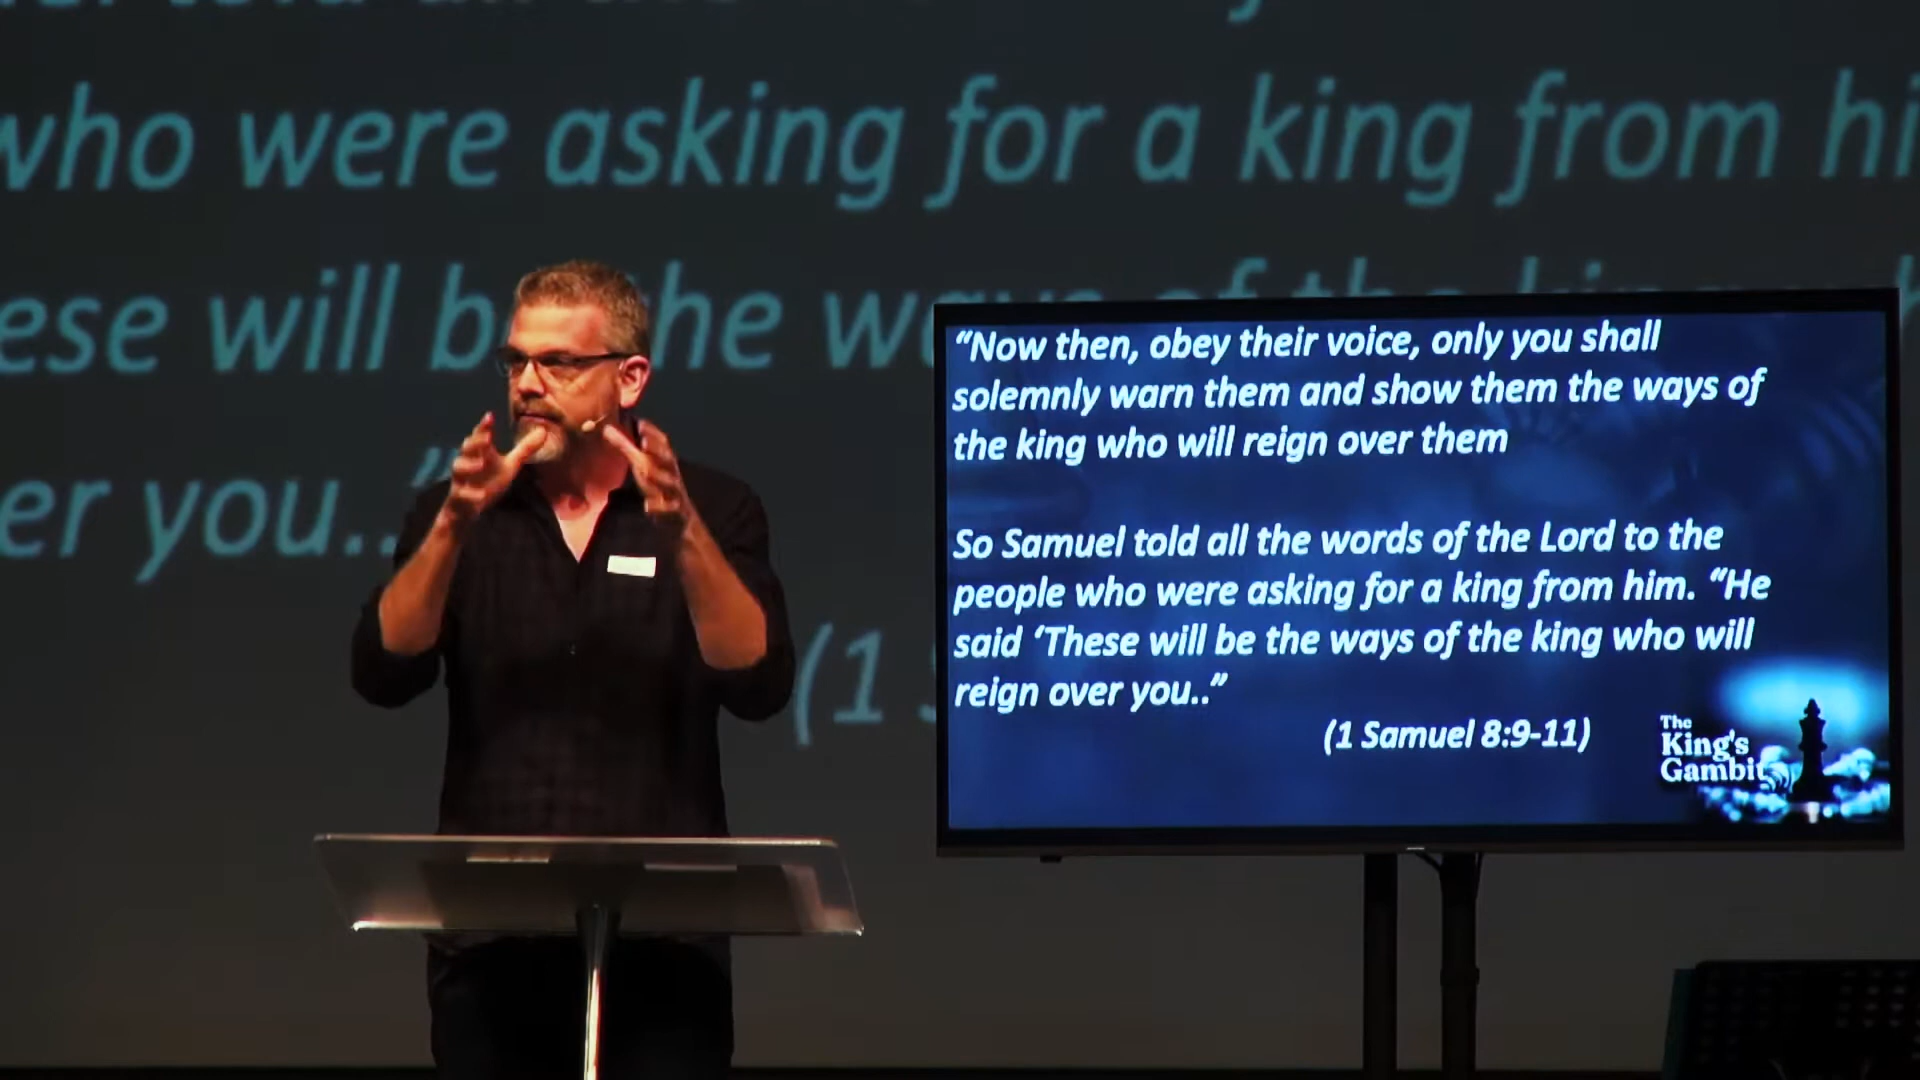 who were asking for a king from hi
ese will be the wa
er you..”
(1 S
“Now then, obey their voice, only you shall
solemnly warn them and show them the ways of
the king who will reign over them
So Samuel told all the words of the Lord to the
people who were asking for a king from him. “He
said ‘These will be the ways of the king who will
reign over you..”
(1 Samuel 8:9-11)
The
King's
Gambit